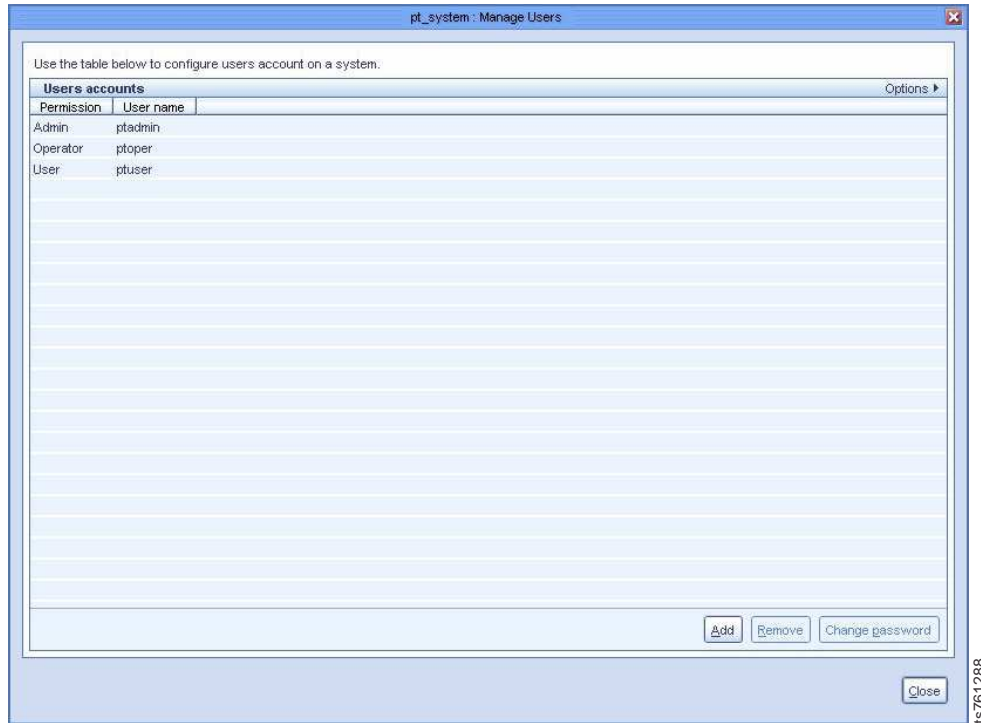 pt_system : Manage Users
Use the table below to configure users account on a system.
Users accounts Options
Permission User name
Admin ptadmin
Operator ptoper
User ptuser
Add Remove Change password
Close
ts761288